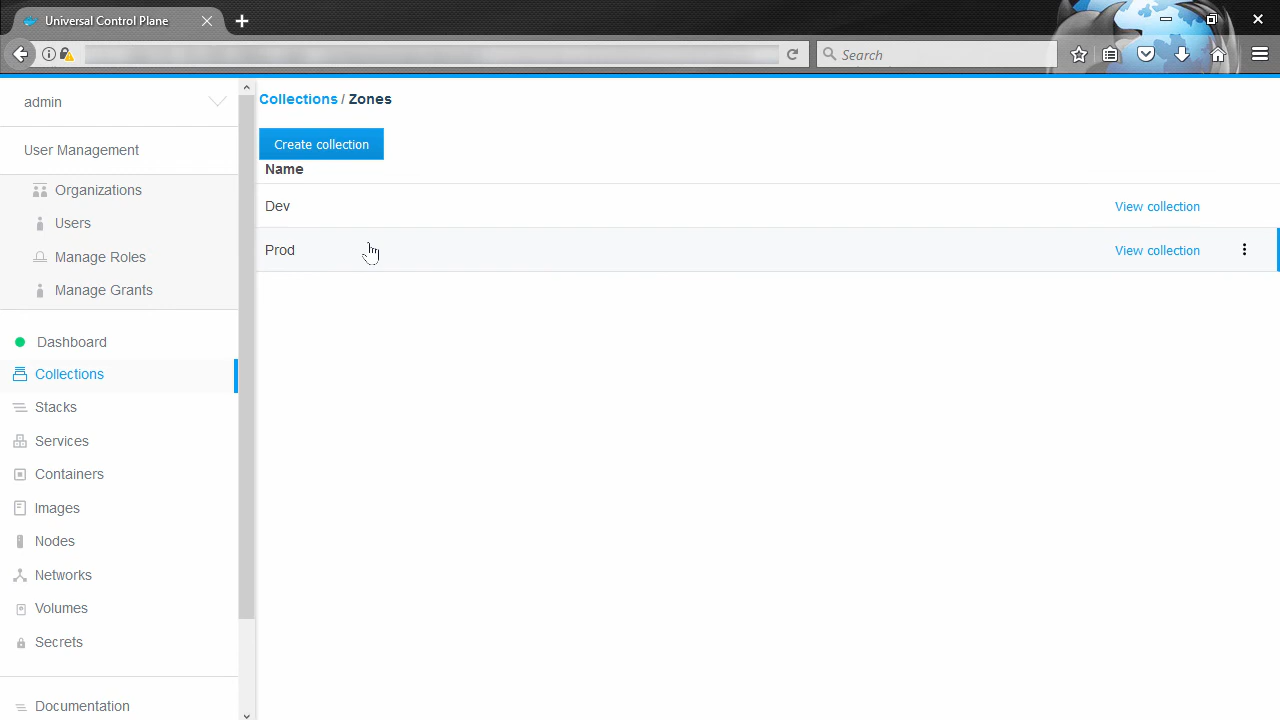 Universal Control Plane
Search
admin
User Management
Organizations
Users
Manage Roles
Manage Grants
Dashboard
Collections
Stacks
Services
Containers
Images
Nodes
Networks
Volumes
Secrets
Documentation
Collections / Zones
Create collection
Name
Dev View collection
Prod View collection